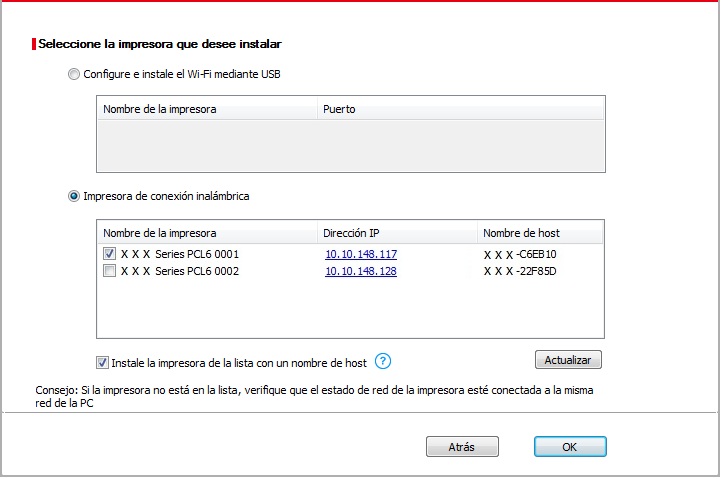 Seleccione la impresora que desee instalar
Configure e instale el Wi-Fi mediante USB
Nombre de la impresora Puerto
Impresora de conexión inalámbrica
Nombre de la impresora Dirección IP Nombre de host
X X X Series PCL6 0001 10.10.148.117 X X X -C6EB10
X X X Series PCL6 0002 10.10.148.128 X X X -22F85D
Instale la impresora de la lista con un nombre de host ?
Actualizar
Consejo: Si la impresora no está en la lista, verifique que el estado de red de la impresora esté conectada a la misma
red de la PC
Atrás OK